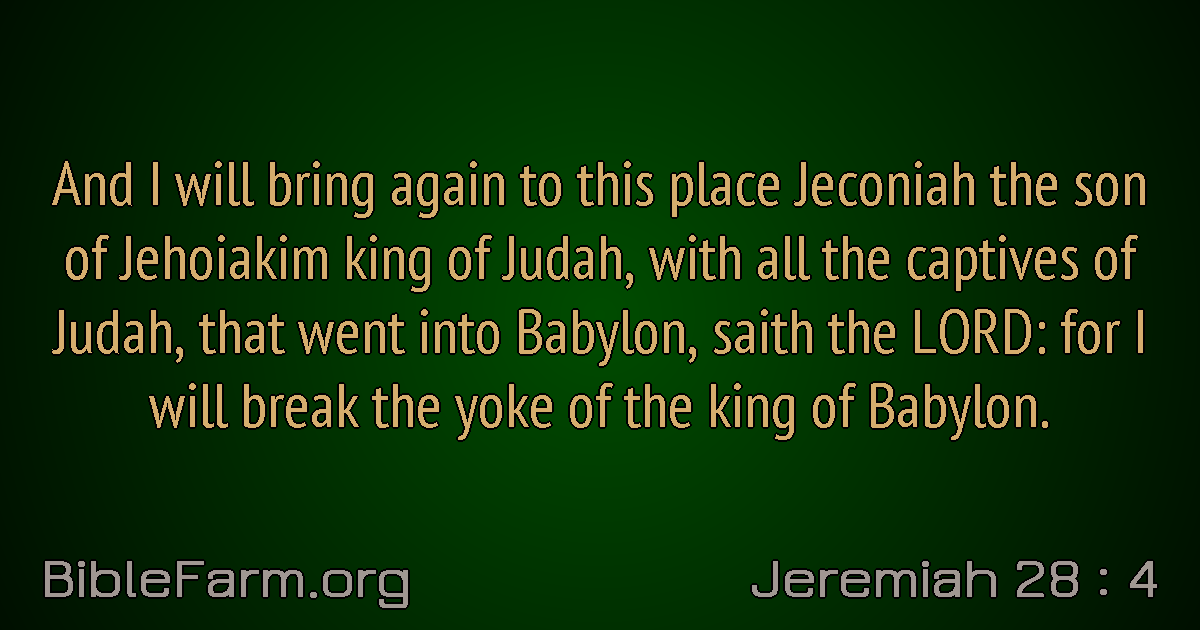 And I will bring again to this place Jeconiah the son
of Jehoiakim king of Judah, with all the captives of
Judah, that went into Babylon, saith the LORD: for I
will break the yoke of the king of Babylon.
BibleFarm.org
Jeremiah 28 : 4